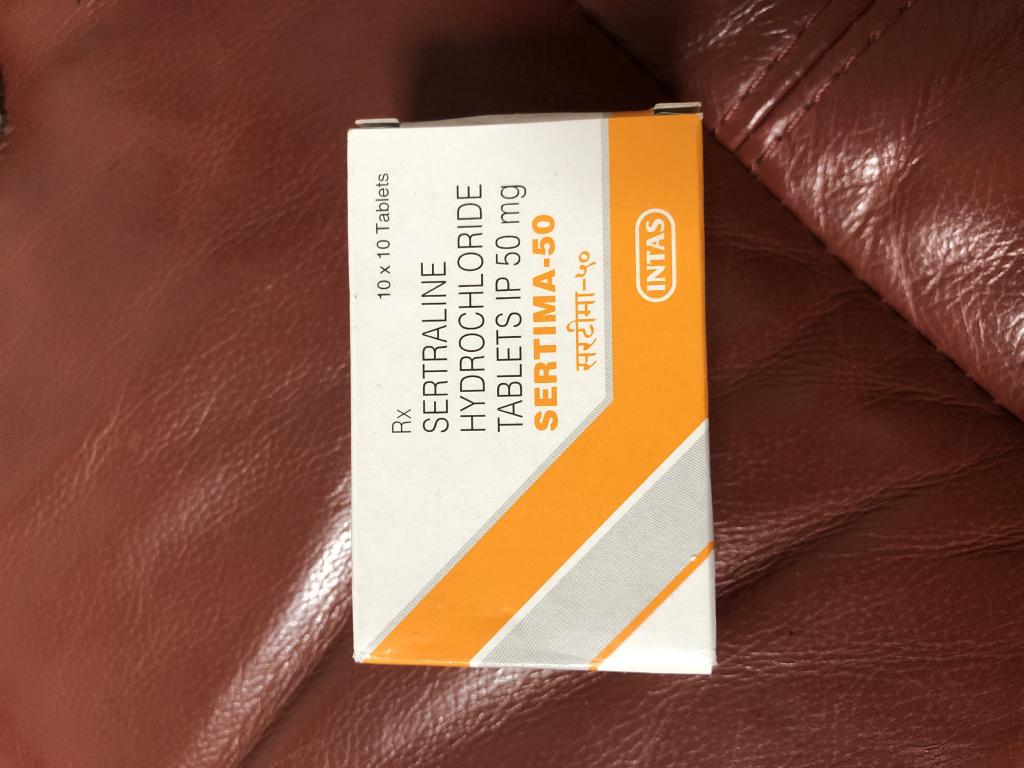 10 x 10 Tablets
Rx
SERTRALINE
HYDROCHLORIDE
TABLETS IP 50 mg
SERTIMA-50
सरटीमा-५०
INTAS